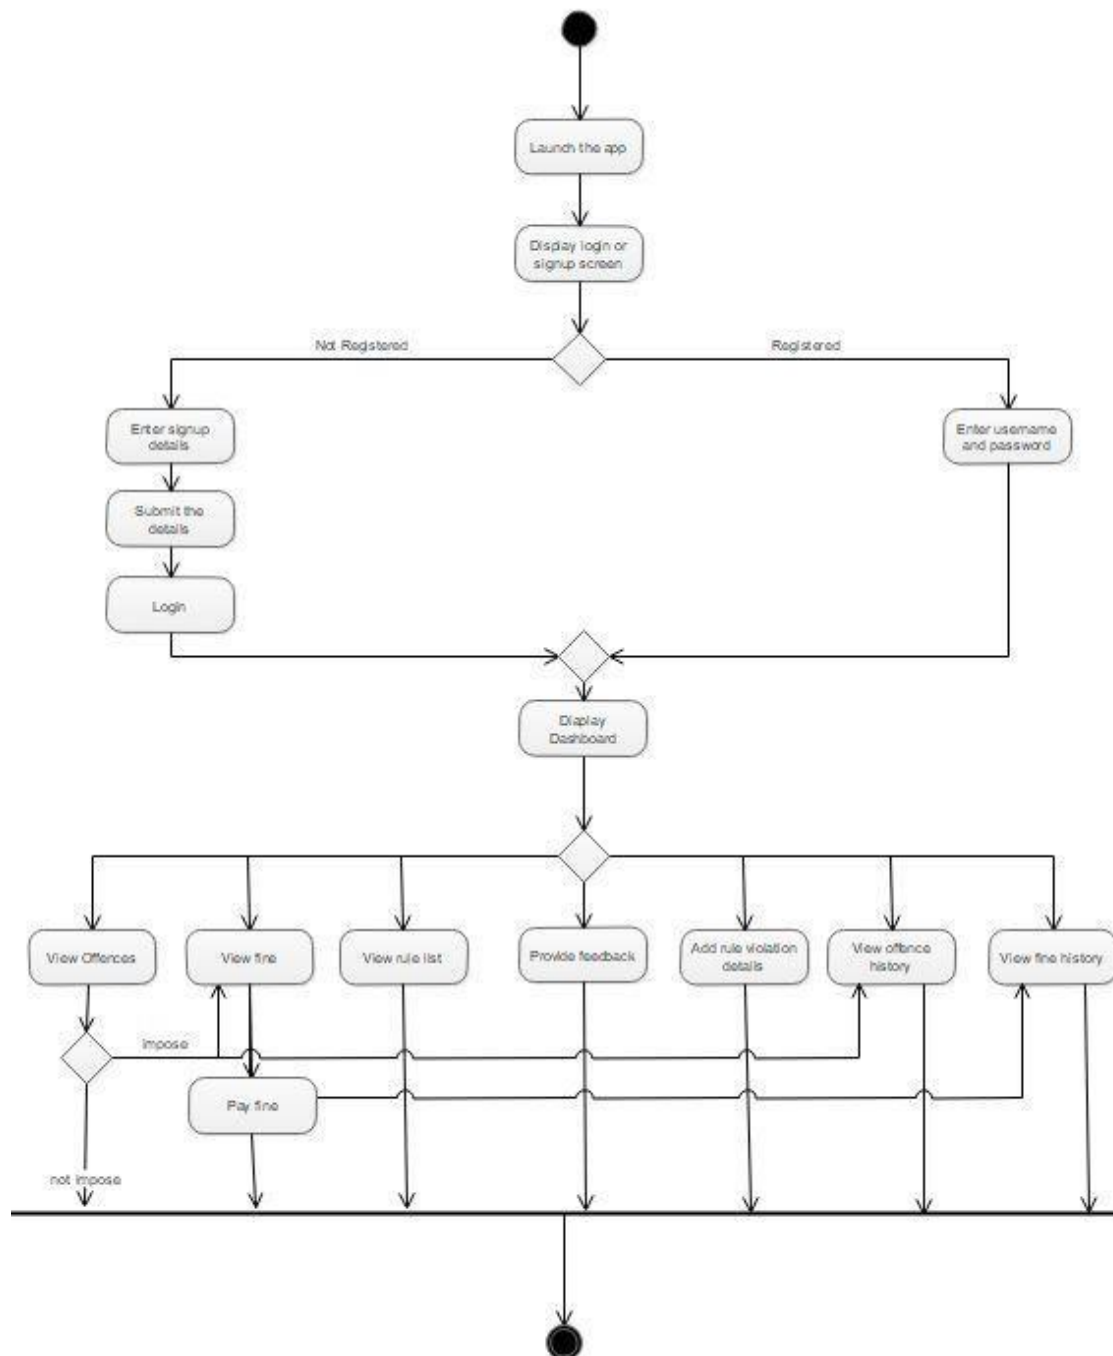 Launch the app
Display login or
signup screen
Not Registered
Registered
Enter signup
details
Enter username
and password
Submit the
details
Login
Diaplay
Dashboard
View Offences
View fine
View rule list
Provide feedback
Add rule violation
details
View offence
history
View fine history
impose
Pay fine
not impose